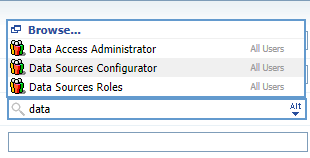 Browse...
Data Access Administrator All Users
Data Sources Configurator All Users
Data Sources Roles All Users
data Alt